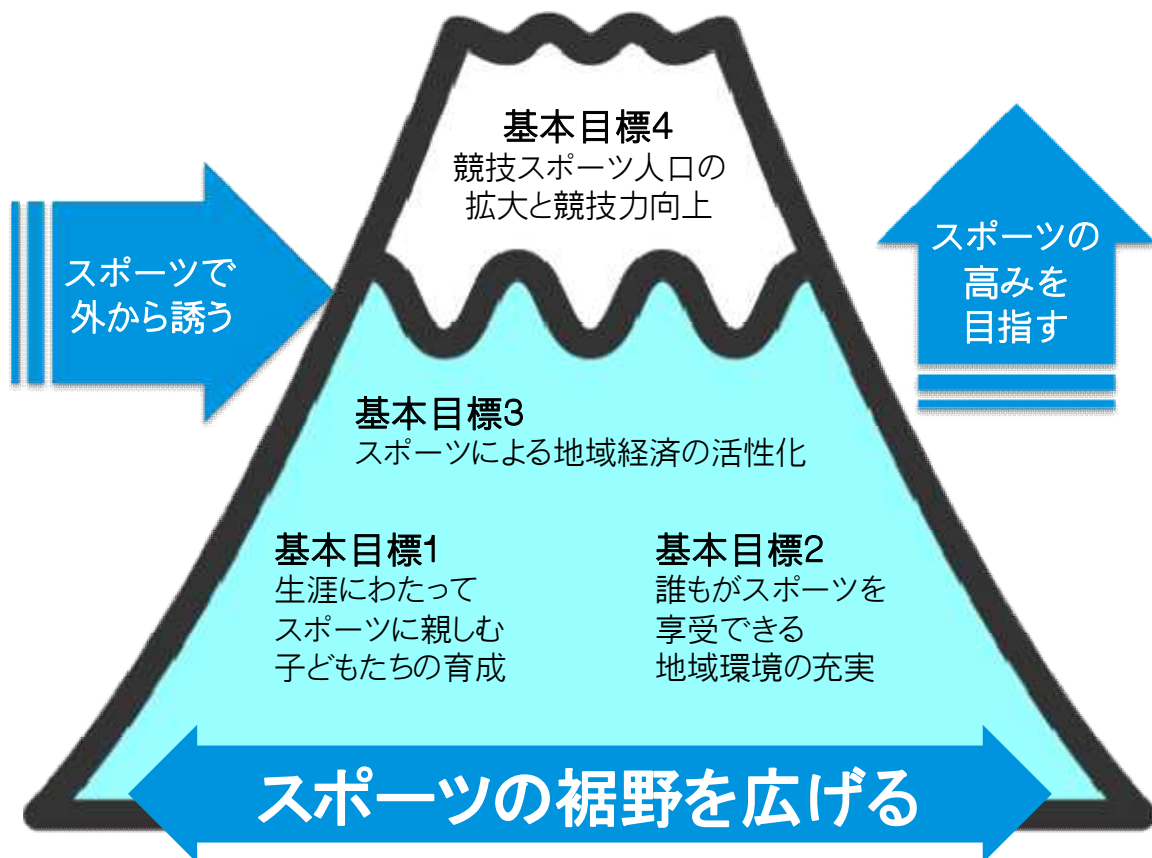 基本目標4
競技スポーツ人口の
拡大と競技力向上
スポーツで
外から誘う
スポーツの
高みを
目指す
基本目標3
スポーツによる地域経済の活性化
基本目標1
生涯にわたって
スポーツに親しむ
子どもたちの育成
基本目標2
誰もがスポーツを
享受できる
地域環境の充実
スポーツの裾野を広げる